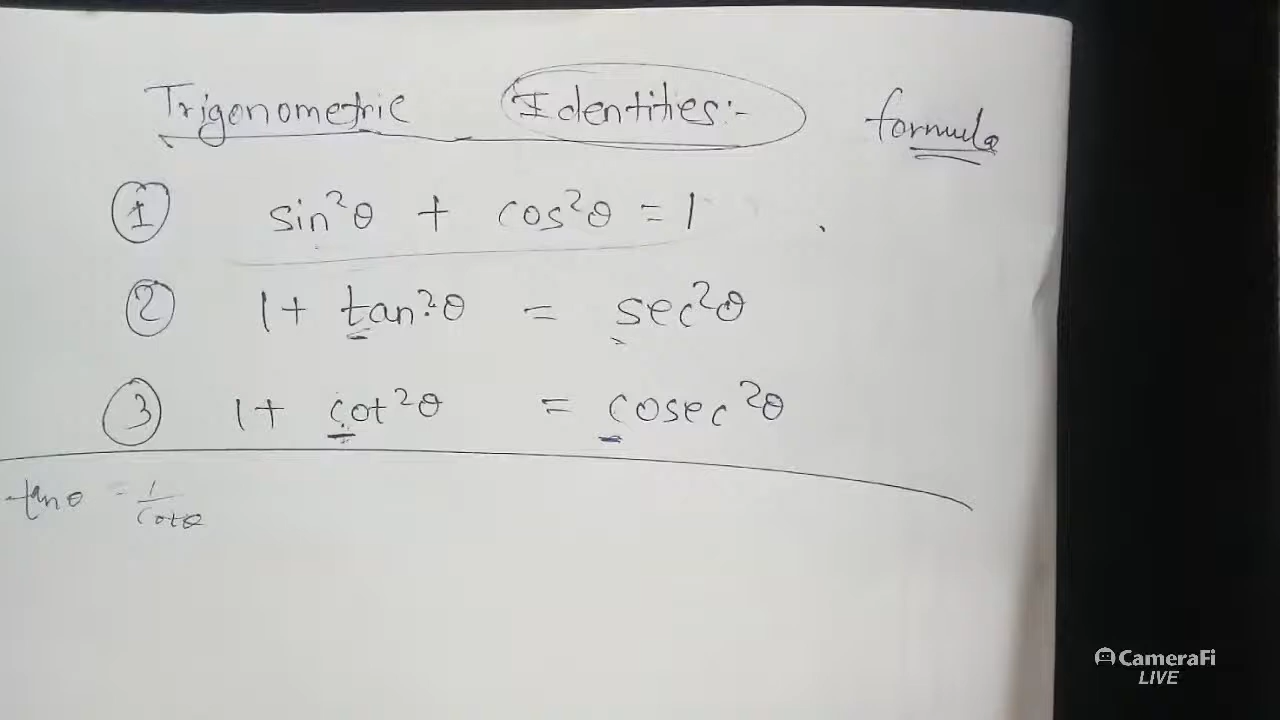 Trigonometric Identities:- formula
① sin²θ + cos²θ = 1
② 1 + tan²θ = sec²θ
③ 1 + cot²θ = cosec²θ
tanθ = 1/cotθ
CameraFi
LIVE